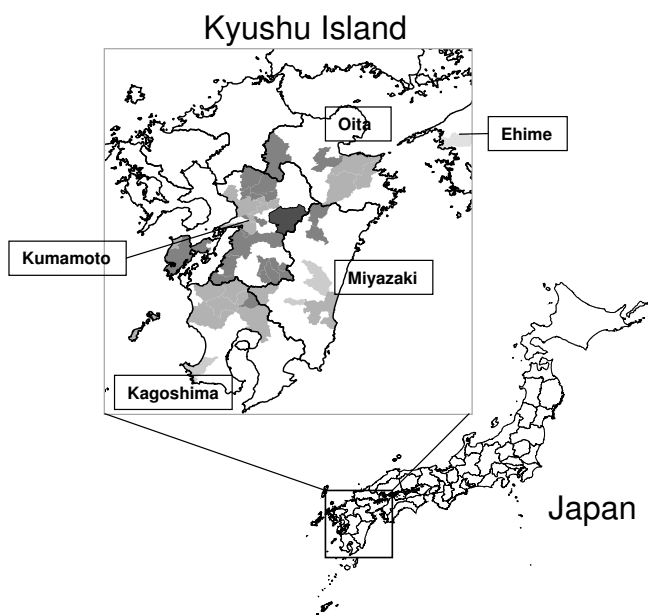 Kyushu Island
Oita
Ehime
Kumamoto
Miyazaki
Kagoshima
Japan